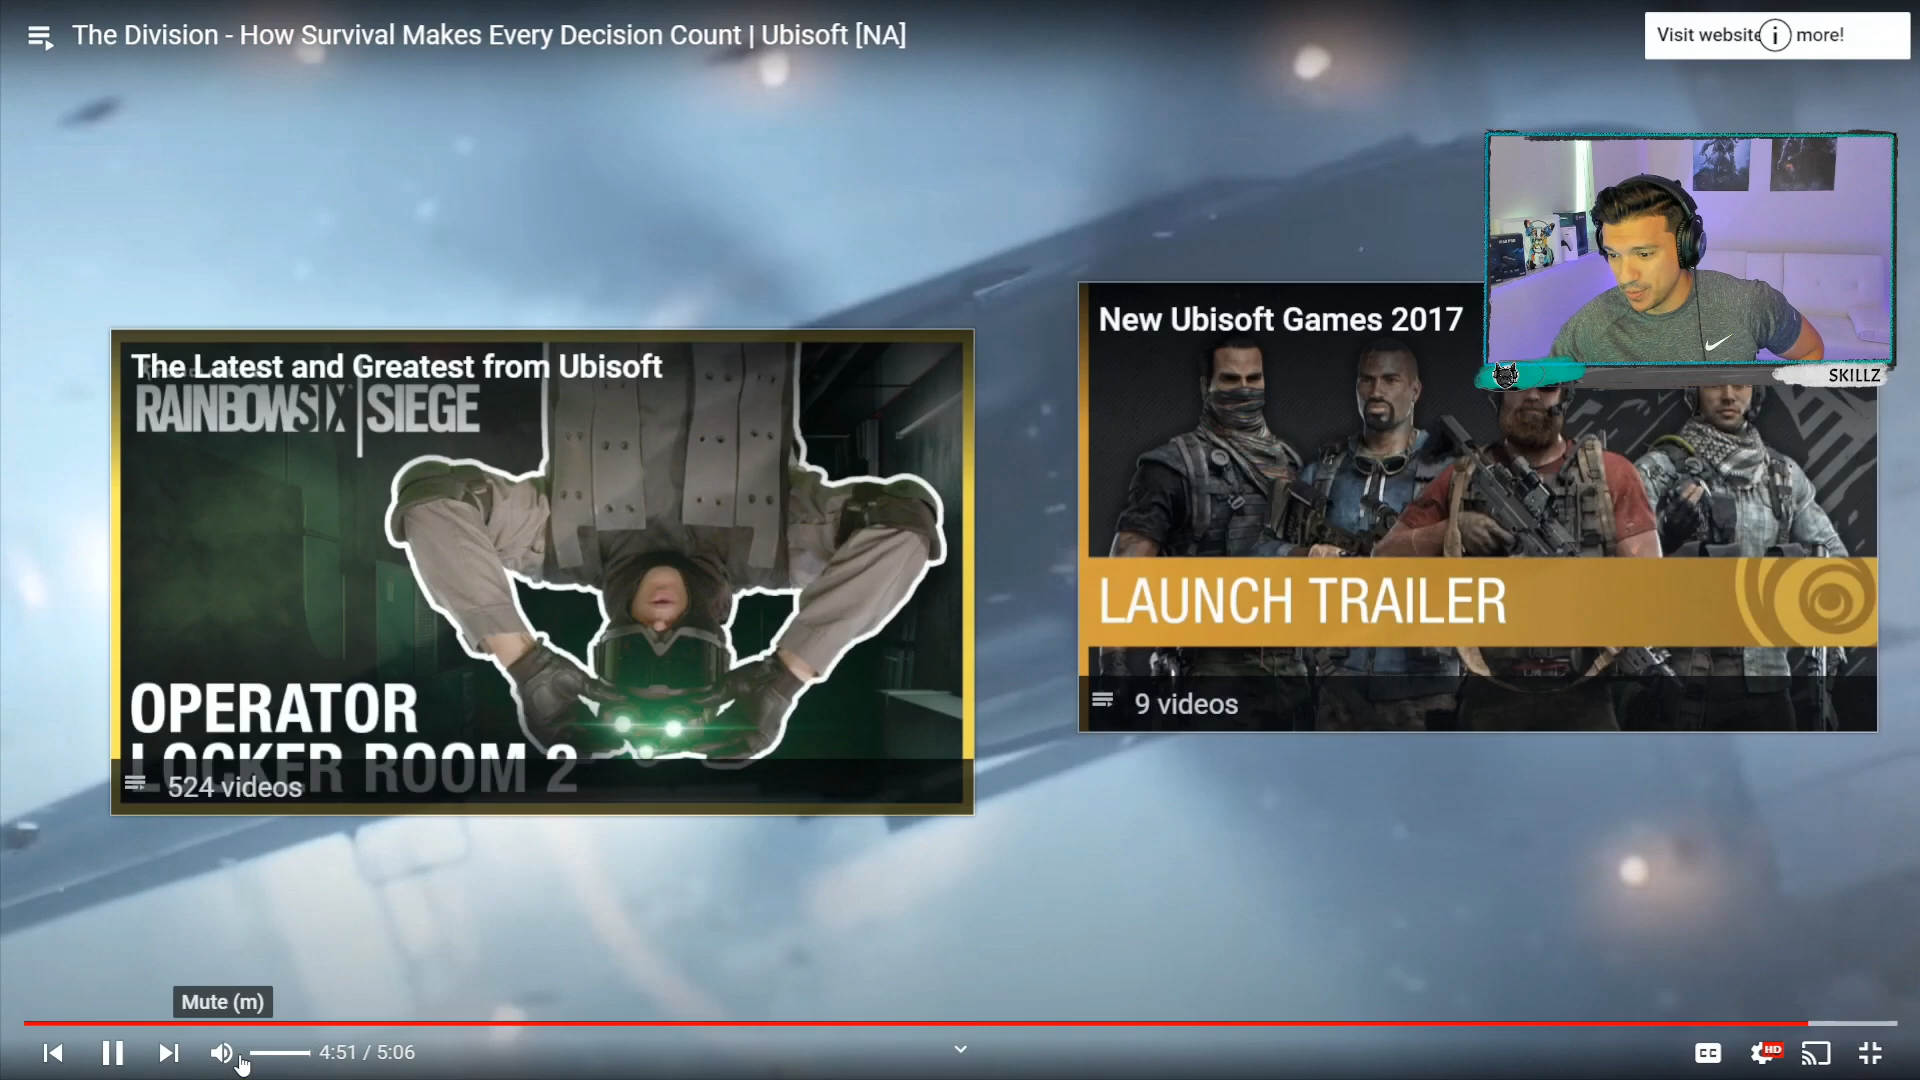 The Division - How Survival Makes Every Decision Count | Ubisoft [NA]
Visit website
more!
The Latest and Greatest from Ubisoft
RAINBOWSIX | SIEGE
OPERATOR
LOCKER ROOM 2
524 videos
New Ubisoft Games 2017
LAUNCH TRAILER
9 videos
SKILLZ
Mute (m)
4:51 / 5:06
CC
HD